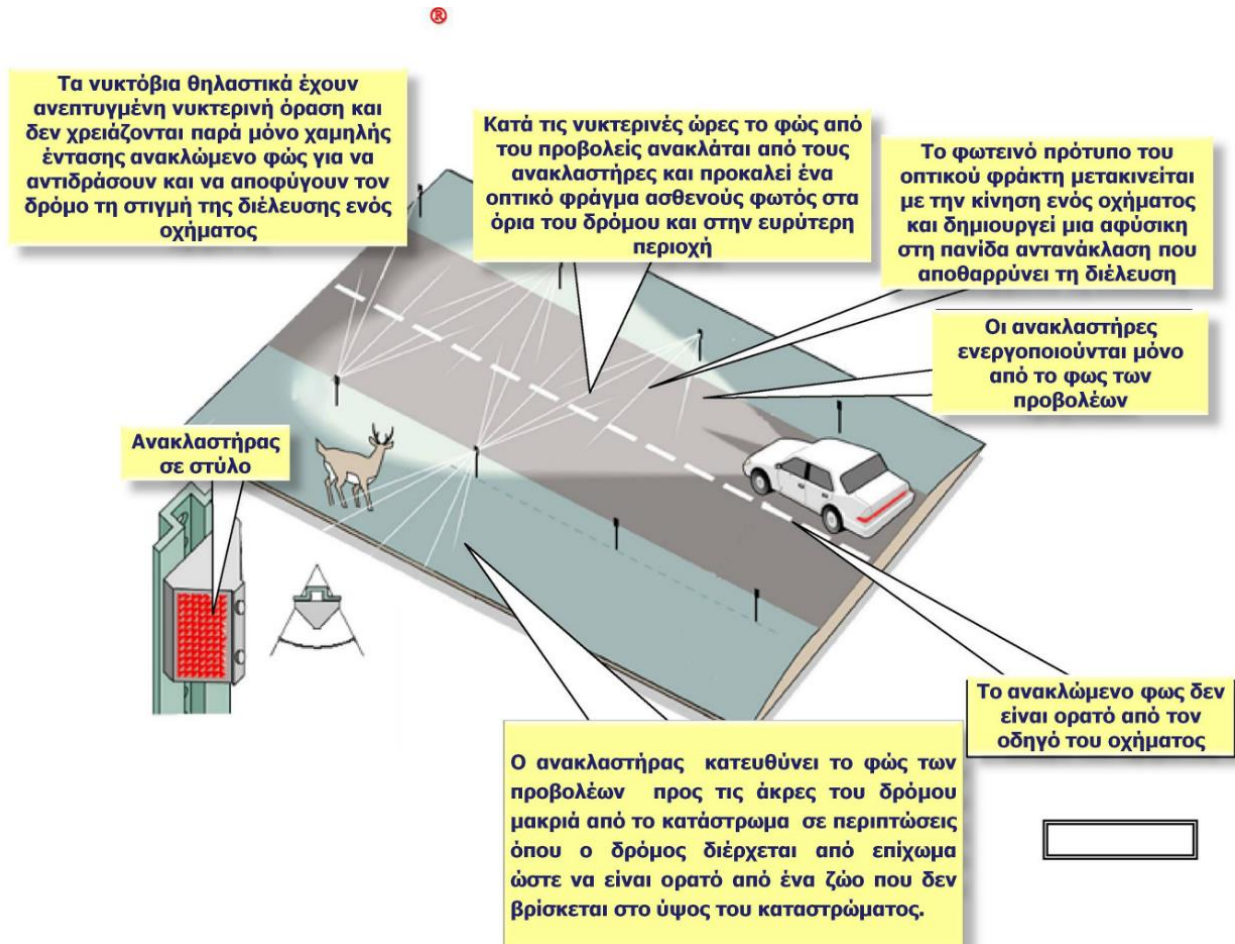 ®
Τα νυκτόβια θηλαστικά έχουν
ανεπτυγμένη νυκτερινή όραση και
δεν χρειάζονται παρά μόνο χαμηλής
έντασης ανακλώμενο φώς για να
αντιδράσουν και να αποφύγουν τον
δρόμο τη στιγμή της διέλευσης ενός
οχήματος
Κατά τις νυκτερινές ώρες το φώς από
του προβολείς ανακλάται από τους
ανακλαστήρες και προκαλεί ένα
οπτικό φράγμα ασθενούς φωτός στα
όρια του δρόμου και στην ευρύτερη
περιοχή
Το φωτεινό πρότυπο του
οπτικού φράκτη μετακινείται
με την κίνηση ενός οχήματος
και δημιουργεί μια αφύσικη
στη πανίδα αντανάκλαση που
αποθαρρύνει τη διέλευση
Οι ανακλαστήρες
ενεργοποιούνται μόνο
από το φως των
προβολέων
Ανακλαστήρας
σε στύλο
Το ανακλώμενο φως δεν
είναι ορατό από τον
οδηγό του οχήματος
Ο ανακλαστήρας κατευθύνει το φώς των
προβολέων προς τις άκρες του δρόμου
μακριά από το κατάστρωμα σε περιπτώσεις
όπου ο δρόμος διέρχεται από επίχωμα
ώστε να είναι ορατό από ένα ζώο που δεν
βρίσκεται στο ύψος του καταστρώματος.